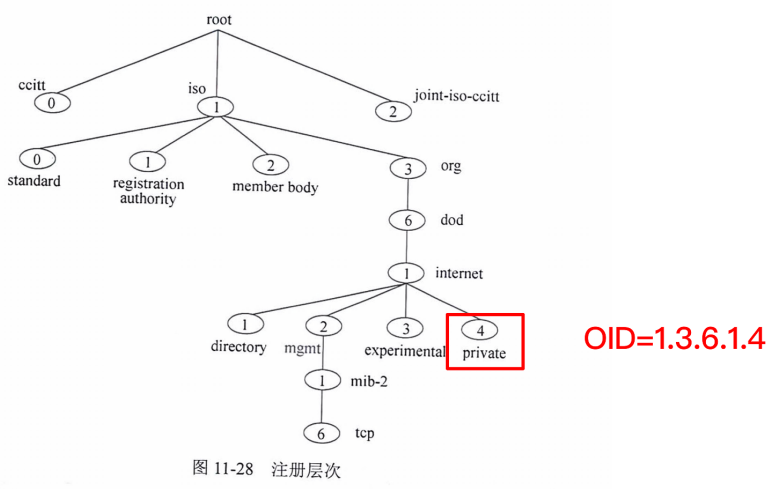 root
ccitt
0
iso
1
joint-iso-ccitt
2
0
standard
1
registration
authority
2
member body
3
org
6
dod
1
internet
1
directory
2
mgmt
3
experimental
4
private
OID=1.3.6.1.4
1
mib-2
6
tcp
图 11-28 注册层次